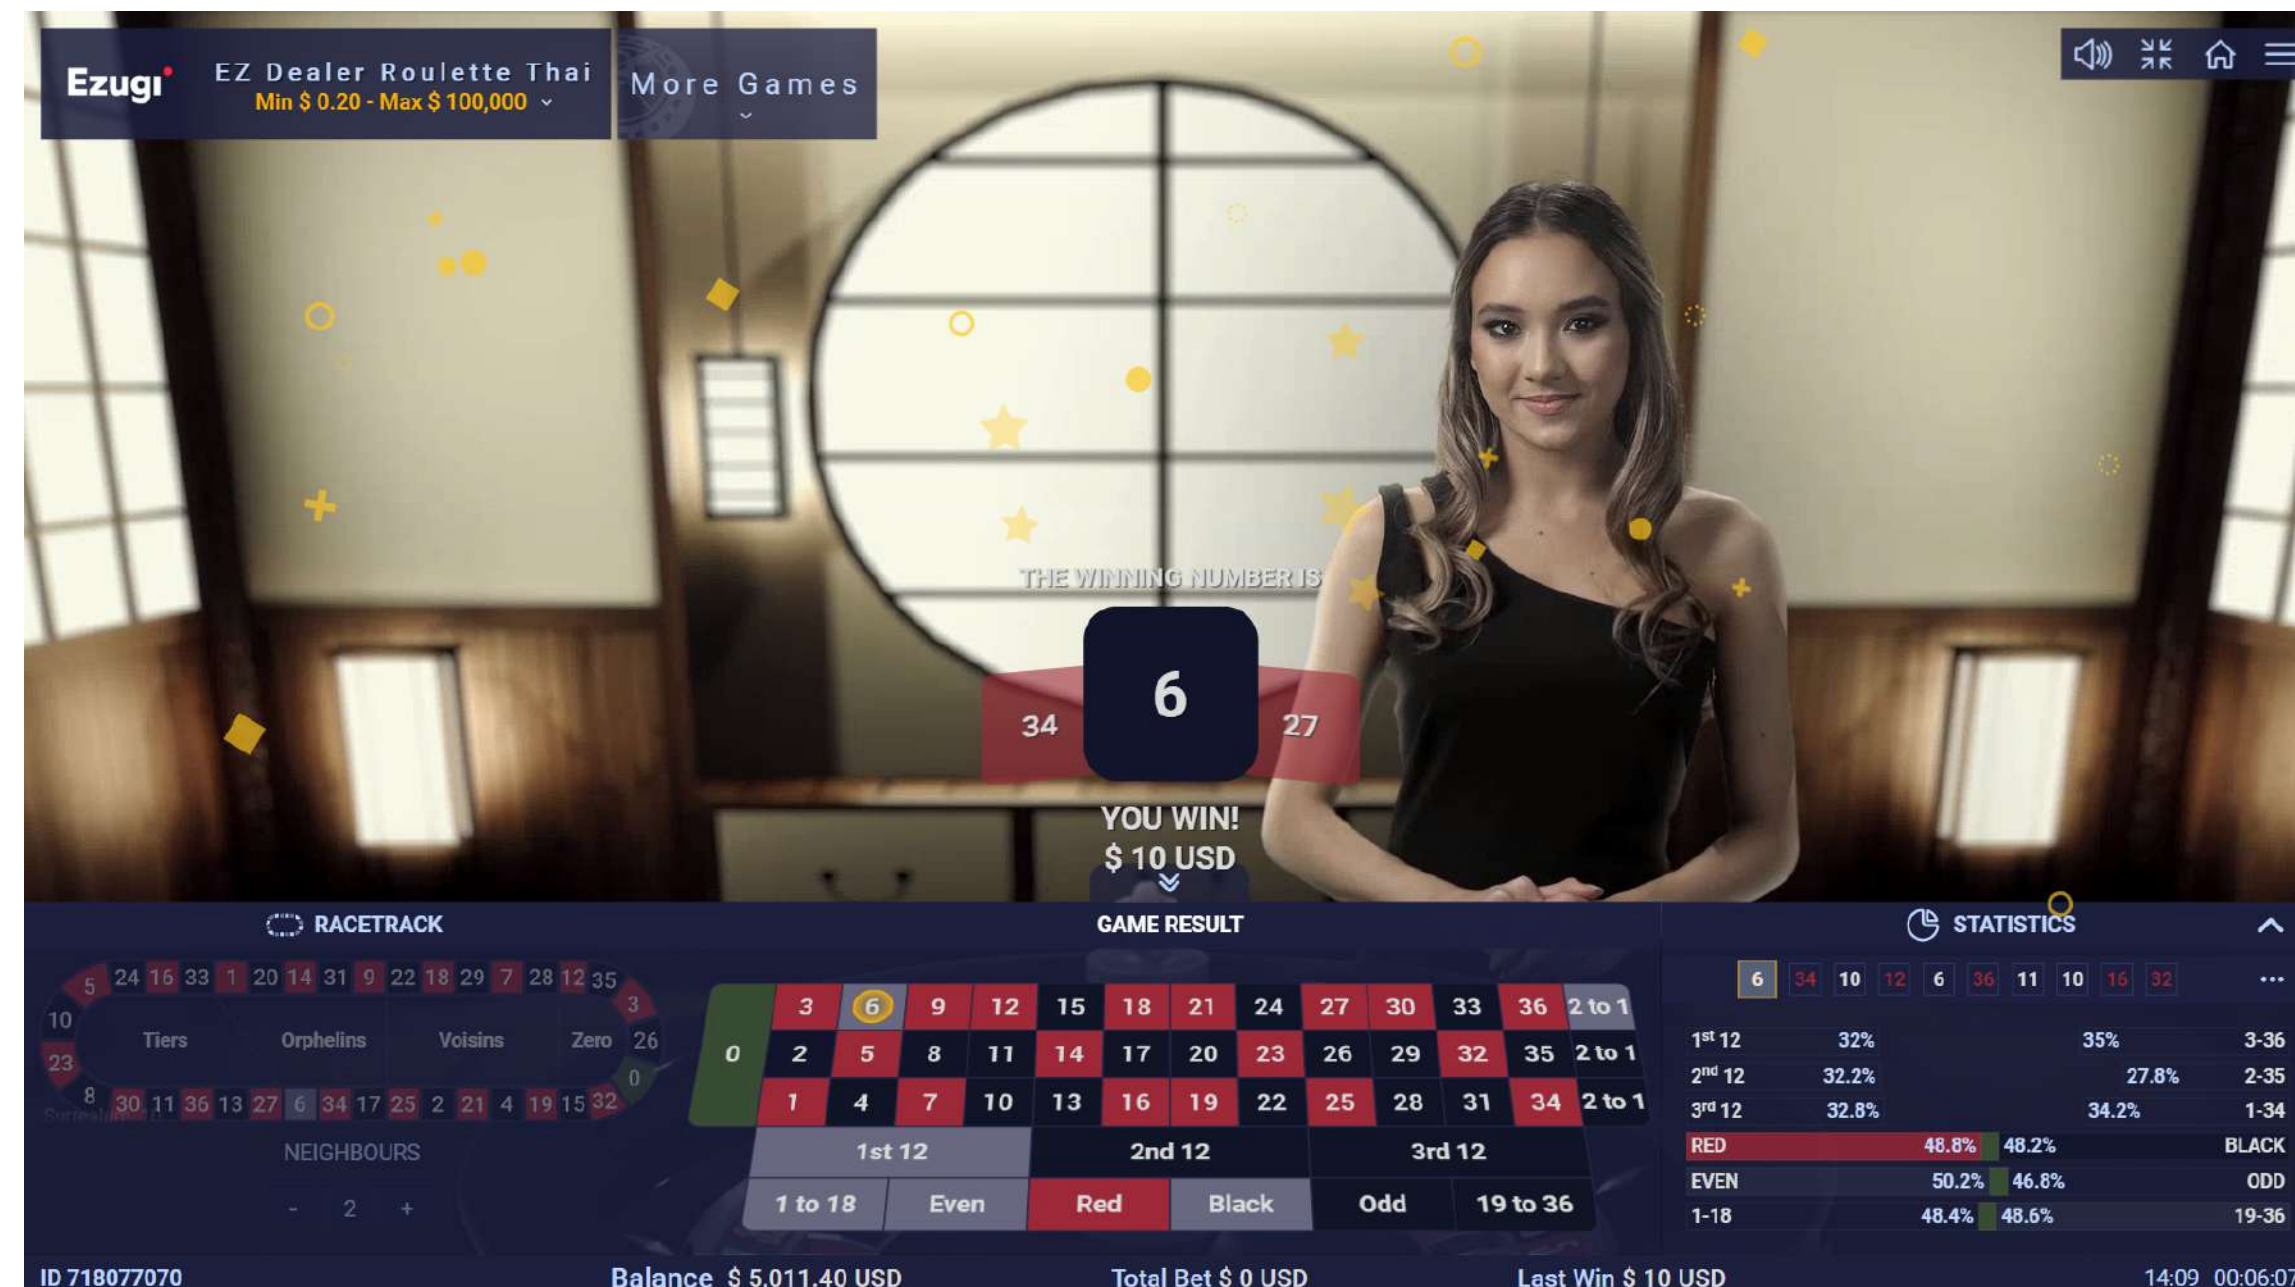 Ezugi
EZ Dealer Roulette Thai
Min $ 0.20 - Max $ 100,000
More Games
THE WINNING NUMBER IS
34 6 27
YOU WIN!
$ 10 USD
RACETRACK
24 16 33 1 20 14 31 9 22 18 29 7 28 12 35
5 3
10 26
Tiers Orphelins Voisins Zero
23 0
8 30 11 36 13 27 6 34 17 25 2 21 4 19 15 32
NEIGHBOURS
- 2 +
GAME RESULT
3 6 9 12 15 18 21 24 27 30 33 36 2 to 1
0 2 5 8 11 14 17 20 23 26 29 32 35 2 to 1
1 4 7 10 13 16 19 22 25 28 31 34 2 to 1
1st 12 2nd 12 3rd 12
1 to 18 Even Red Black Odd 19 to 36
STATISTICS
6 34 10 12 6 36 11 10 16 32 ...
1st 12 32% 35% 3-36
2nd 12 32.2% 27.8% 2-35
3rd 12 32.8% 34.2% 1-34
RED 48.8% 48.2% BLACK
EVEN 50.2% 46.8% ODD
1-18 48.4% 48.6% 19-36
ID 718077070 Balance $ 5,011.40 USD Total Bet $ 0 USD Last Win $ 10 USD 14:09 00:06:07